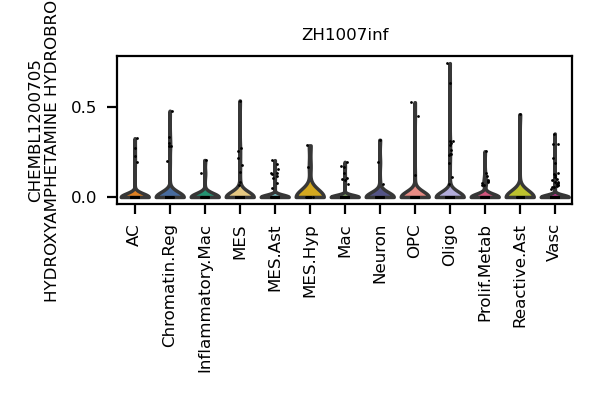 ZH1007inf
CHEMBL1200705
HYDROXYAMPHETAMINE HYDROBRO
0.5
0.0
AC
Chromatin.Reg
Inflammatory.Mac
MES
MES.Ast
MES.Hyp
Mac
Neuron
OPC
Oligo
Prolif.Metab
Reactive.Ast
Vasc